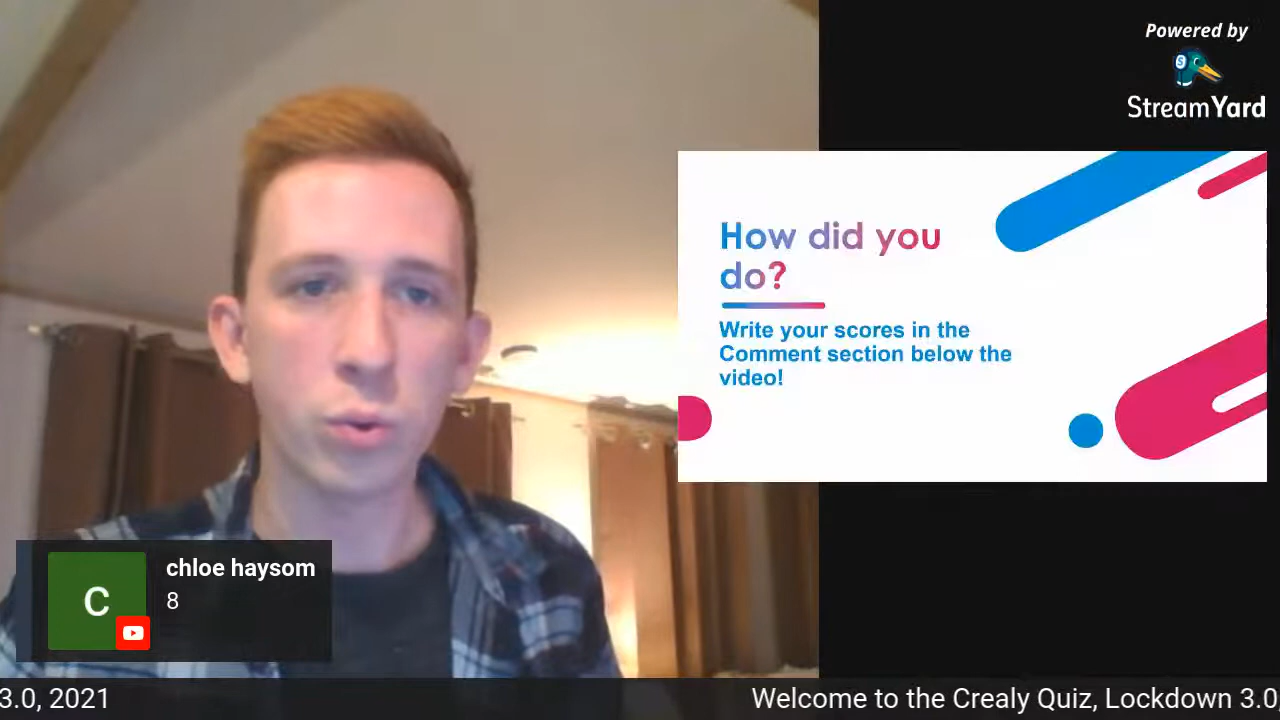 Powered by
S
StreamYard
How did you
do?
Write your scores in the
Comment section below the
video!
C
chloe haysom
8
3.0, 2021
Welcome to the Crealy Quiz, Lockdown 3.0,